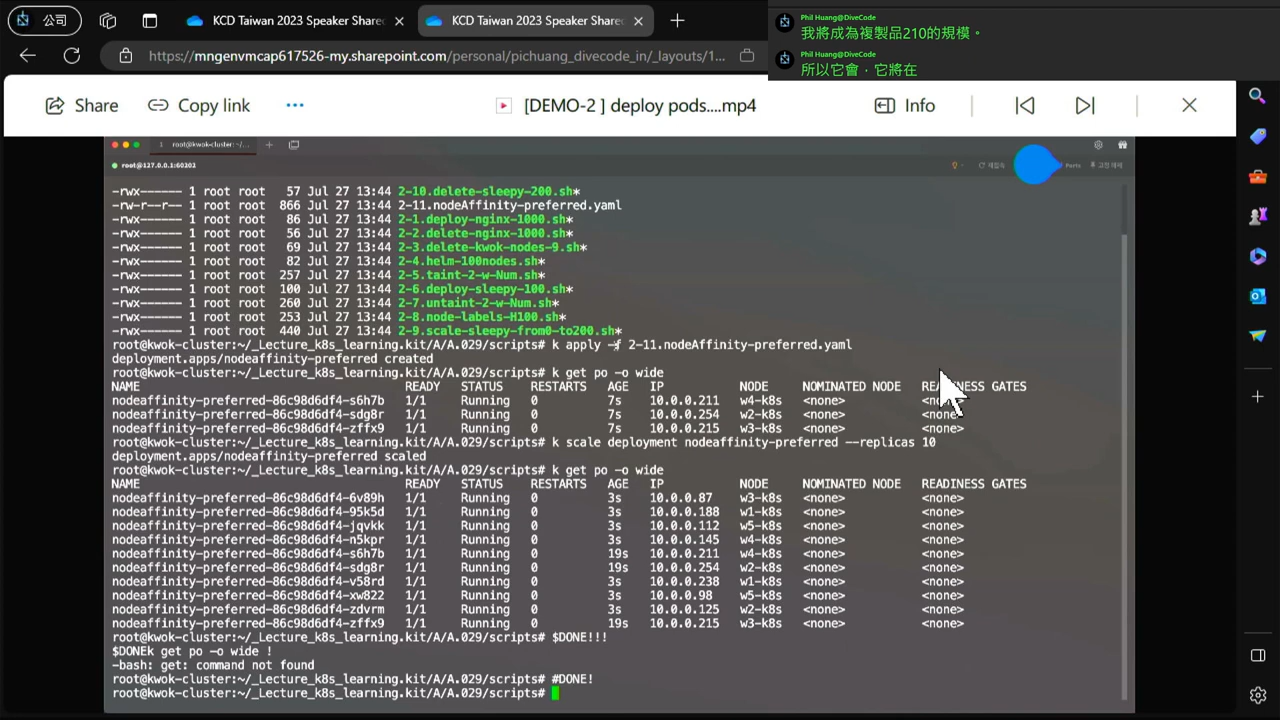 公司
KCD Taiwan 2023 Speaker Share
KCD Taiwan 2023 Speaker Share
Phil Huang@DiveCode
我將成為複製品210的規模。
Phil Huang@DiveCode
所以它會，它將在
https://mngenvmcap617526-my.sharepoint.com/personal/pichuang_divecode_in/_layouts/1...
Share
Copy link
[DEMO-2 ] deploy pods....mp4
Info
1 root@kwok-cluster:~/...
root@127.0.0.1:60202
Ports
-rwx------ 1 root root   57 Jul 27 13:44 2-10.delete-sleepy-200.sh*
-rw-r--r-- 1 root root  866 Jul 27 13:44 2-11.nodeAffinity-preferred.yaml
-rwx------ 1 root root   86 Jul 27 13:44 2-1.deploy-nginx-1000.sh*
-rwx------ 1 root root   56 Jul 27 13:44 2-2.delete-nginx-1000.sh*
-rwx------ 1 root root   69 Jul 27 13:44 2-3.delete-kwok-nodes-9.sh*
-rwx------ 1 root root   82 Jul 27 13:44 2-4.helm-100nodes.sh*
-rwx------ 1 root root  257 Jul 27 13:44 2-5.taint-2-w-Num.sh*
-rwx------ 1 root root  100 Jul 27 13:44 2-6.deploy-sleepy-100.sh*
-rwx------ 1 root root  260 Jul 27 13:44 2-7.untaint-2-w-Num.sh*
-rwx------ 1 root root  253 Jul 27 13:44 2-8.node-labels-H100.sh*
-rwx------ 1 root root  440 Jul 27 13:44 2-9.scale-sleepy-from0-to200.sh*
root@kwok-cluster:~/_Lecture_k8s_learning.kit/A/A.029/scripts# k apply -f 2-11.nodeAffinity-preferred.yaml
deployment.apps/nodeaffinity-preferred created
root@kwok-cluster:~/_Lecture_k8s_learning.kit/A/A.029/scripts# k get po -o wide
NAME READY STATUS RESTARTS AGE IP NODE NOMINATED NODE READINESS GATES
nodeaffinity-preferred-86c98d6df4-s6h7b 1/1 Running 0 7s 10.0.0.211 w4-k8s <none> <none>
nodeaffinity-preferred-86c98d6df4-sdg8r 1/1 Running 0 7s 10.0.0.254 w2-k8s <none> <none>
nodeaffinity-preferred-86c98d6df4-zffx9 1/1 Running 0 7s 10.0.0.215 w3-k8s <none> <none>
root@kwok-cluster:~/_Lecture_k8s_learning.kit/A/A.029/scripts# k scale deployment nodeaffinity-preferred --replicas 10
deployment.apps/nodeaffinity-preferred scaled
root@kwok-cluster:~/_Lecture_k8s_learning.kit/A/A.029/scripts# k get po -o wide
NAME READY STATUS RESTARTS AGE IP NODE NOMINATED NODE READINESS GATES
nodeaffinity-preferred-86c98d6df4-6v89h 1/1 Running 0 3s 10.0.0.87 w3-k8s <none> <none>
nodeaffinity-preferred-86c98d6df4-95k5d 1/1 Running 0 3s 10.0.0.188 w1-k8s <none> <none>
nodeaffinity-preferred-86c98d6df4-jqvkk 1/1 Running 0 3s 10.0.0.112 w5-k8s <none> <none>
nodeaffinity-preferred-86c98d6df4-n5kpr 1/1 Running 0 3s 10.0.0.145 w4-k8s <none> <none>
nodeaffinity-preferred-86c98d6df4-s6h7b 1/1 Running 0 19s 10.0.0.211 w4-k8s <none> <none>
nodeaffinity-preferred-86c98d6df4-sdg8r 1/1 Running 0 19s 10.0.0.254 w2-k8s <none> <none>
nodeaffinity-preferred-86c98d6df4-v58rd 1/1 Running 0 3s 10.0.0.238 w1-k8s <none> <none>
nodeaffinity-preferred-86c98d6df4-xw822 1/1 Running 0 3s 10.0.0.98 w5-k8s <none> <none>
nodeaffinity-preferred-86c98d6df4-zdvrm 1/1 Running 0 3s 10.0.0.125 w2-k8s <none> <none>
nodeaffinity-preferred-86c98d6df4-zffx9 1/1 Running 0 19s 10.0.0.215 w3-k8s <none> <none>
root@kwok-cluster:~/_Lecture_k8s_learning.kit/A/A.029/scripts# $DONE!!!
$DONEk get po -o wide !
-bash: get: command not found
root@kwok-cluster:~/_Lecture_k8s_learning.kit/A/A.029/scripts# #DONE!
root@kwok-cluster:~/_Lecture_k8s_learning.kit/A/A.029/scripts#